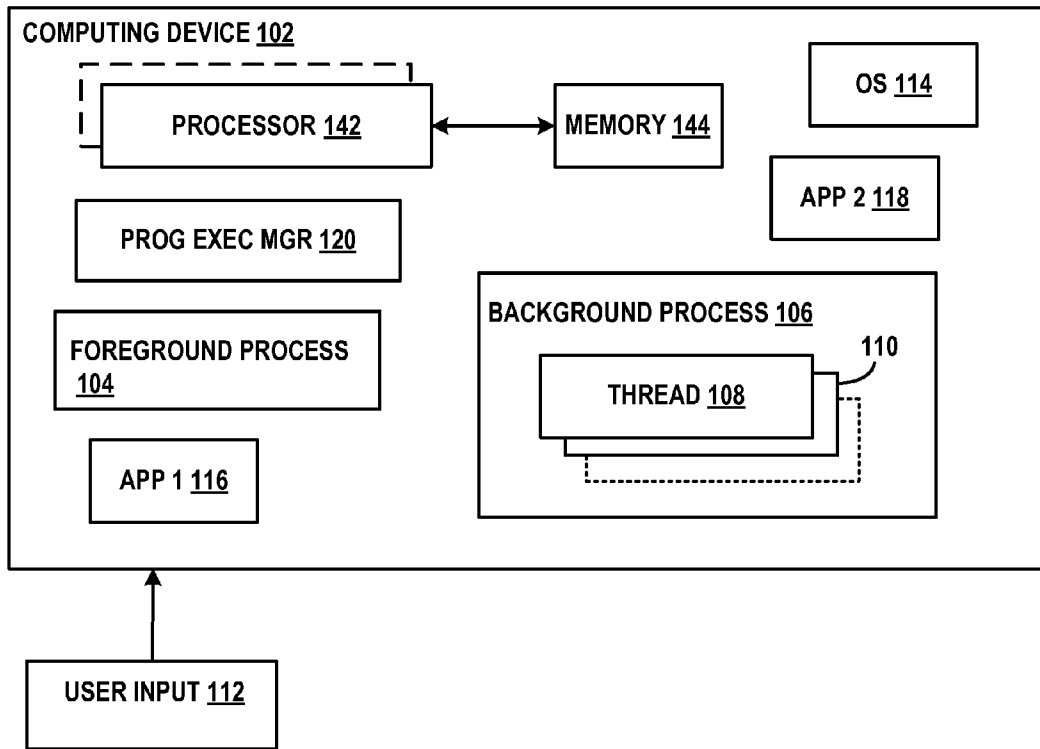 COMPUTING DEVICE 102
OS 114
PROCESSOR 142
MEMORY 144
APP 2 118
PROG EXEC MGR 120
BACKGROUND PROCESS 106
FOREGROUND PROCESS
104
110
THREAD 108
APP 1 116
USER INPUT 112